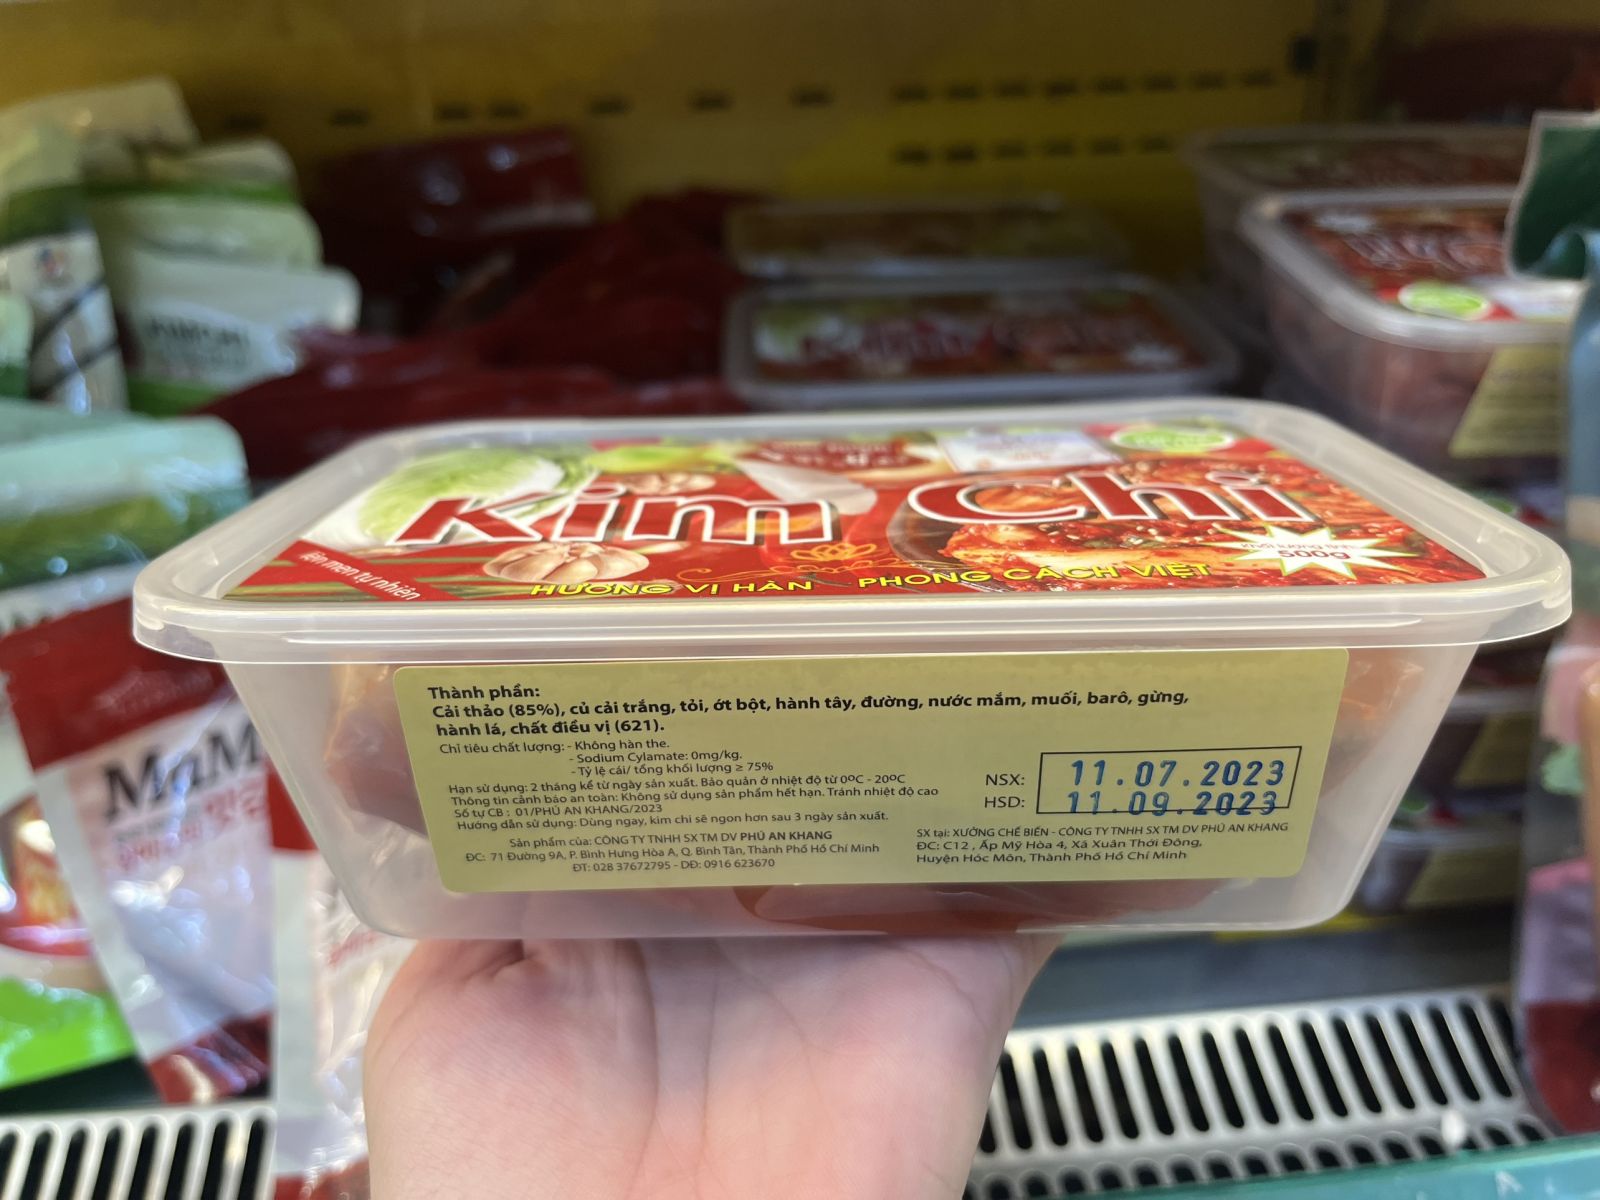 Kim Chi
Khối lượng tịnh:
500g
Lên men tự nhiên
HƯƠNG VỊ HÀN PHONG CÁCH VIỆT
Thành phần:
Cải thảo (85%), củ cải trắng, tỏi, ớt bột, hành tây, đường, nước mắm, muối, barô, gừng,
hành lá, chất điều vị (621).
Chỉ tiêu chất lượng: - Không hàn the.
- Sodium Cylamate: 0mg/kg.
- Tỷ lệ cái/ tổng khối lượng ≥ 75%
Hạn sử dụng: 2 tháng kể từ ngày sản xuất. Bảo quản ở nhiệt độ từ 0ºC - 20ºC
Thông tin cảnh báo an toàn: Không sử dụng sản phẩm hết hạn. Tránh nhiệt độ cao
Số tự CB : 01/PHÚ AN KHANG/2023
Hướng dẫn sử dụng: Dùng ngay, kim chi sẽ ngon hơn sau 3 ngày sản xuất.
Sản phẩm của: CÔNG TY TNHH SX TM DV PHÚ AN KHANG
ĐC: 71 Đường 9A, P. Bình Hưng Hòa A, Q. Bình Tân, Thành Phố Hồ Chí Minh
ĐT: 028 37672795 - DĐ: 0916 623670
NSX: 11.07.2023
HSD: 11.09.2023
SX tại: XƯỞNG CHẾ BIẾN - CÔNG TY TNHH SX TM DV PHÚ AN KHANG
ĐC: C12 , Ấp Mỹ Hòa 4, Xã Xuân Thới Đông,
Huyện Hóc Môn, Thành Phố Hồ Chí Minh
MaM